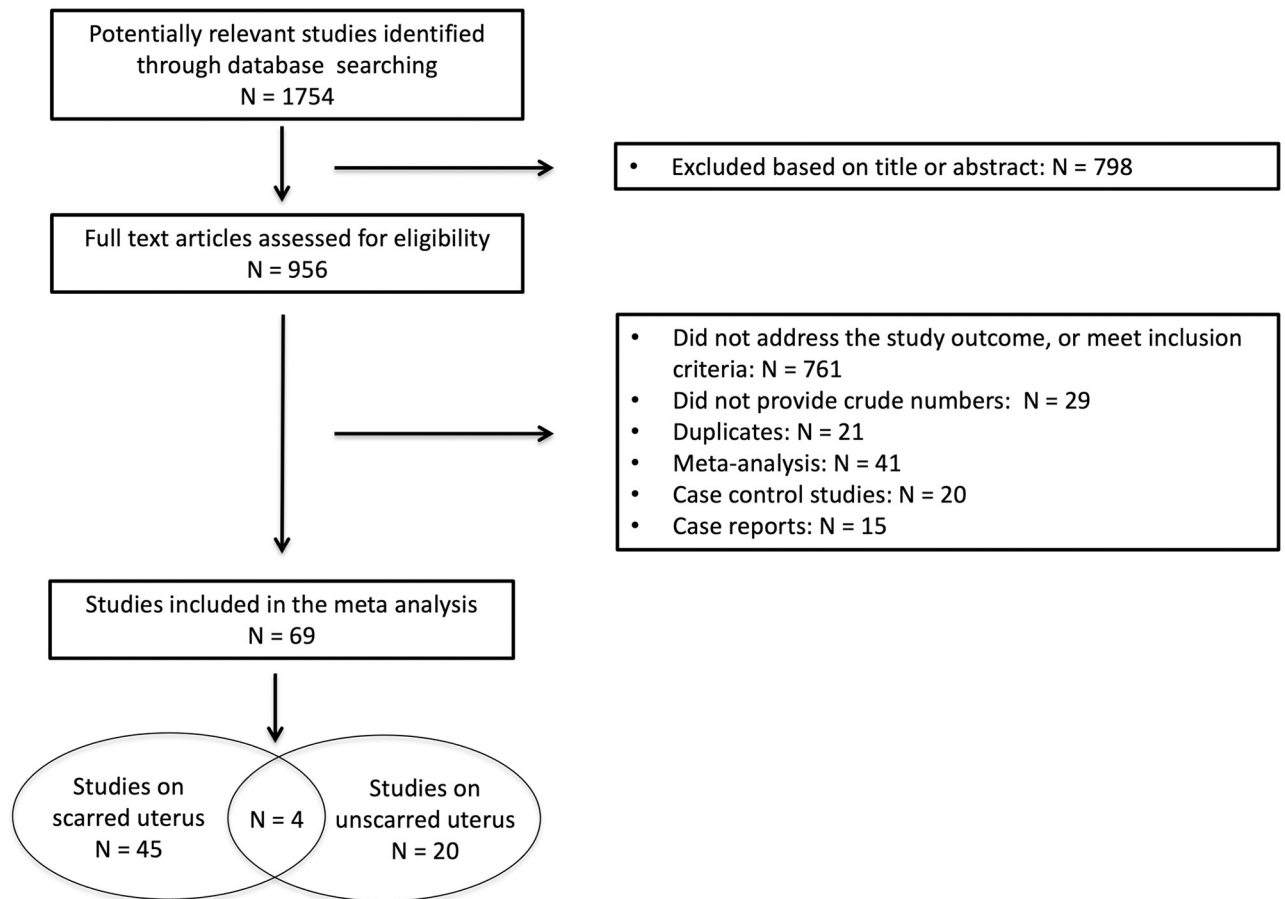 Potentially relevant studies identified
through database  searching
N = 1754
• Excluded based on title or abstract: N = 798
Full text articles assessed for eligibility
N = 956
• Did not address the study outcome, or meet inclusion
criteria: N = 761
• Did not provide crude numbers:  N = 29
• Duplicates: N = 21
• Meta-analysis: N = 41
• Case control studies: N = 20
• Case reports: N = 15
Studies included in the meta analysis
N = 69
Studies on
scarred uterus
N = 45
N = 4
Studies on
unscarred uterus
N = 20